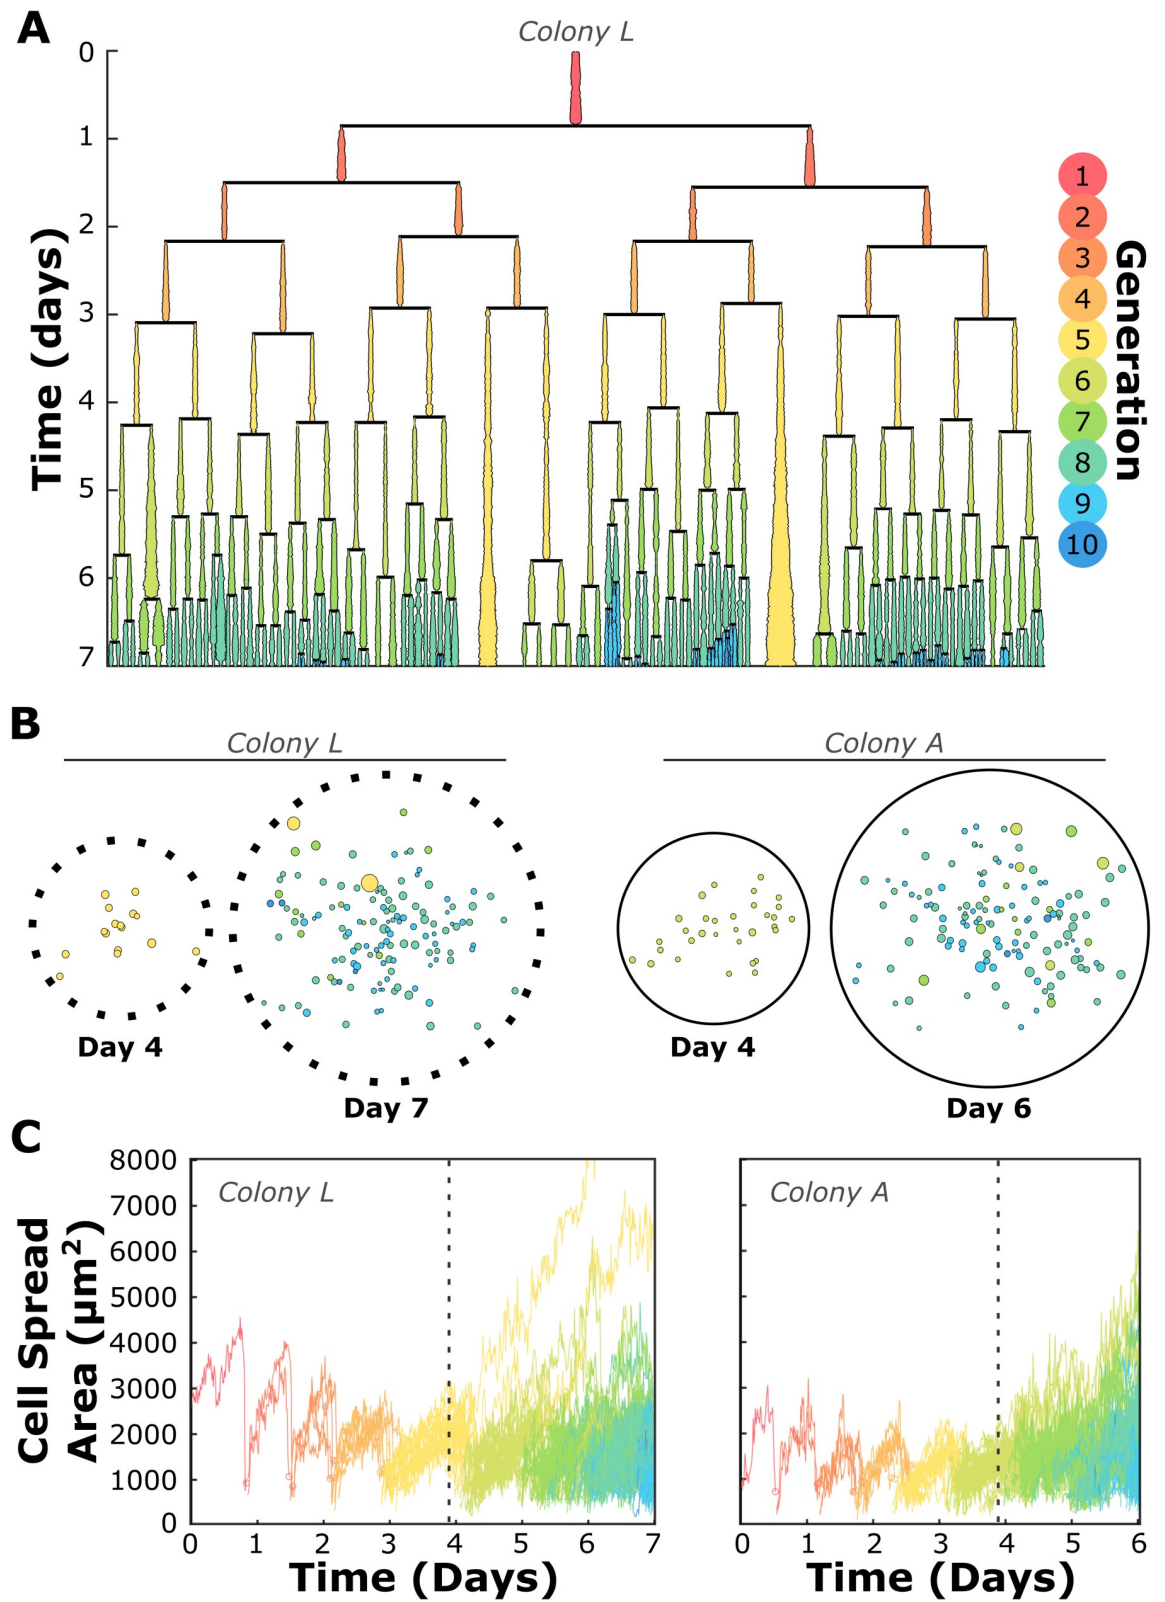 A
Colony L
0
1
2
3
4
5
6
7
Time (days)
1
2
3
4
5
6
7
8
9
10
Generation
B
Colony L
Colony A
Day 4
Day 7
Day 4
Day 6
C
8000
7000
6000
5000
4000
3000
2000
1000
0
Cell Spread
Area (μm²)
Colony L
Colony A
0 1 2 3 4 5 6 7
0 1 2 3 4 5 6
Time (Days)
Time (Days)